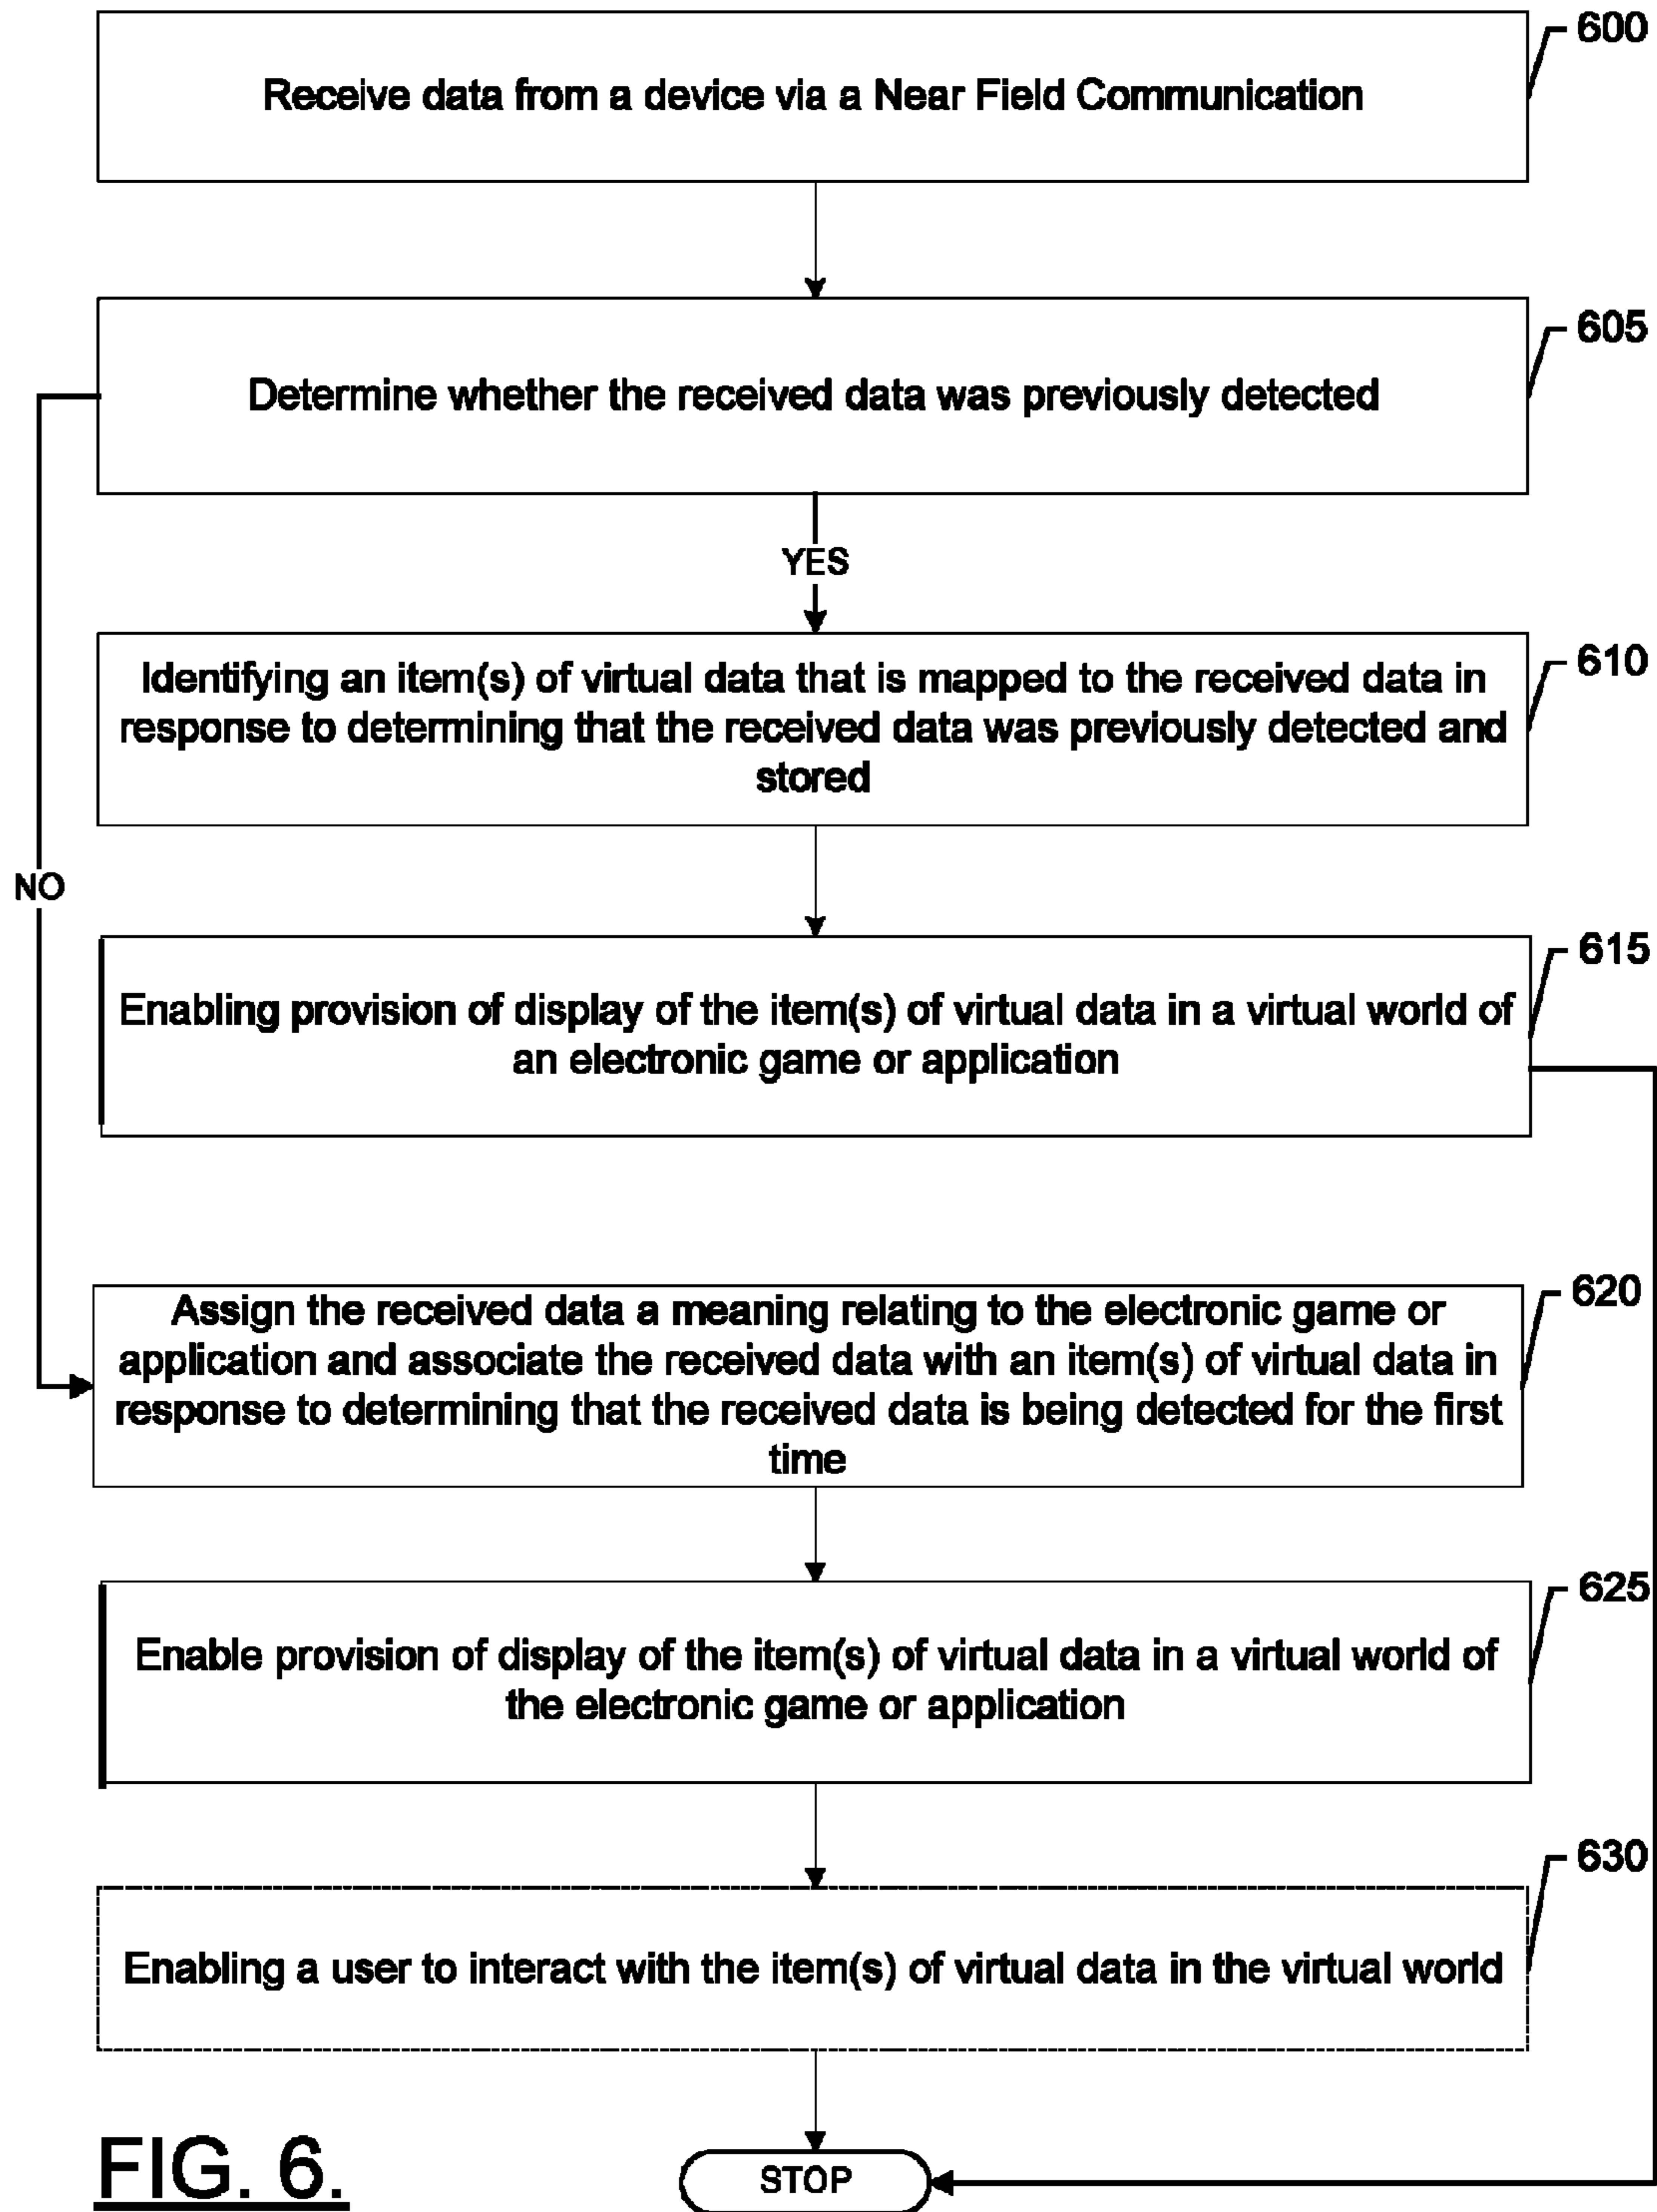 600
Receive data from a device via a Near Field Communication
605
Determine whether the received data was previously detected
YES
610
Identifying an item(s) of virtual data that is mapped to the received data in
response to determining that the received data was previously detected and
stored
NO
615
Enabling provision of display of the item(s) of virtual data in a virtual world of
an electronic game or application
620
Assign the received data a meaning relating to the electronic game or
application and associate the received data with an item(s) of virtual data in
response to determining that the received data is being detected for the first
time
625
Enable provision of display of the item(s) of virtual data in a virtual world of
the electronic game or application
630
Enabling a user to interact with the item(s) of virtual data in the virtual world
FIG. 6.
STOP